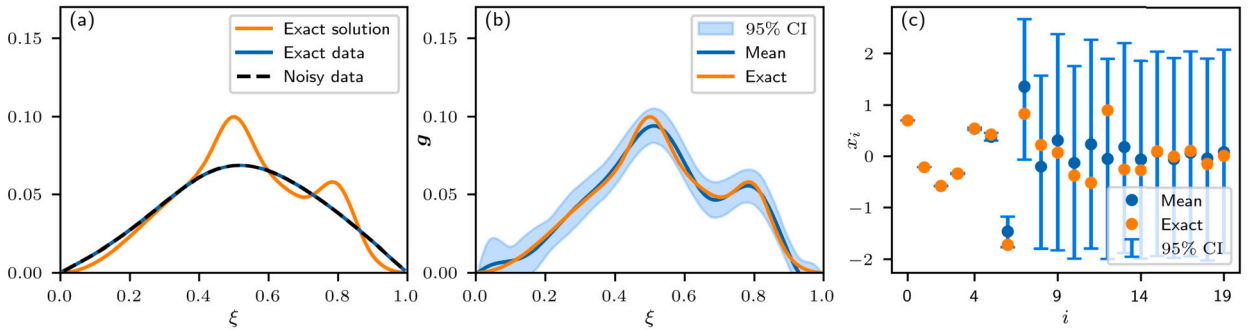 (a)
Exact solution
Exact data
Noisy data
0.15
0.10
0.05
0.00
0.0 0.2 0.4 0.6 0.8 1.0
ξ
(b)
95% CI
Mean
Exact
g
0.15
0.10
0.05
0.00
0.0 0.2 0.4 0.6 0.8 1.0
ξ
(c)
2
1
0
−1
−2
x_i
Mean
Exact
95% CI
0 4 9 14 19
i